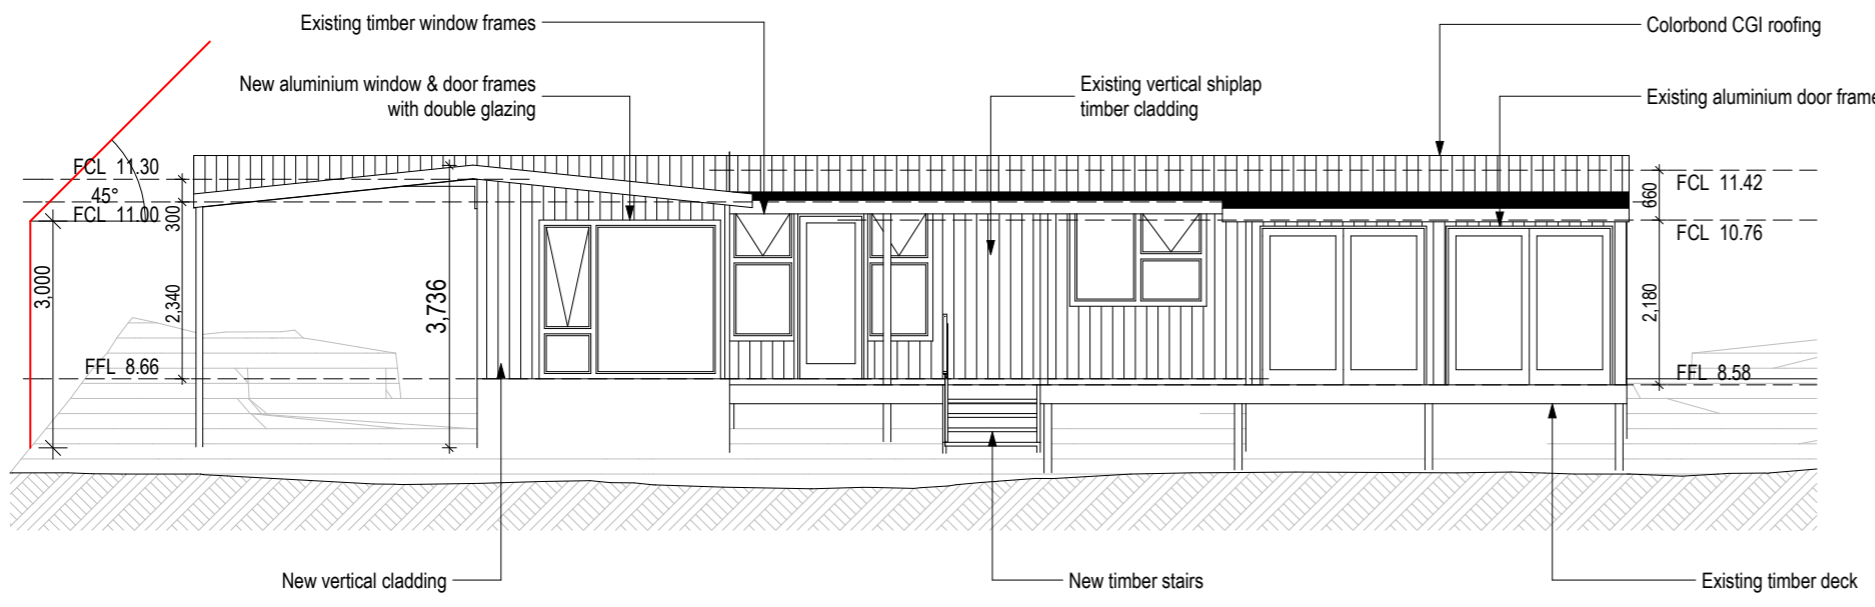 Existing timber window frames
Colorbond CGI roofing
New aluminium window & door frames
with double glazing
Existing vertical shiplap
timber cladding
Existing aluminium door frame
FCL 11.30
45°
FCL 11.00
300
3,000
2,340
3,736
FFL 8.66
FCL 11.42
660
FCL 10.76
2,180
FFL 8.58
New vertical cladding
New timber stairs
Existing timber deck